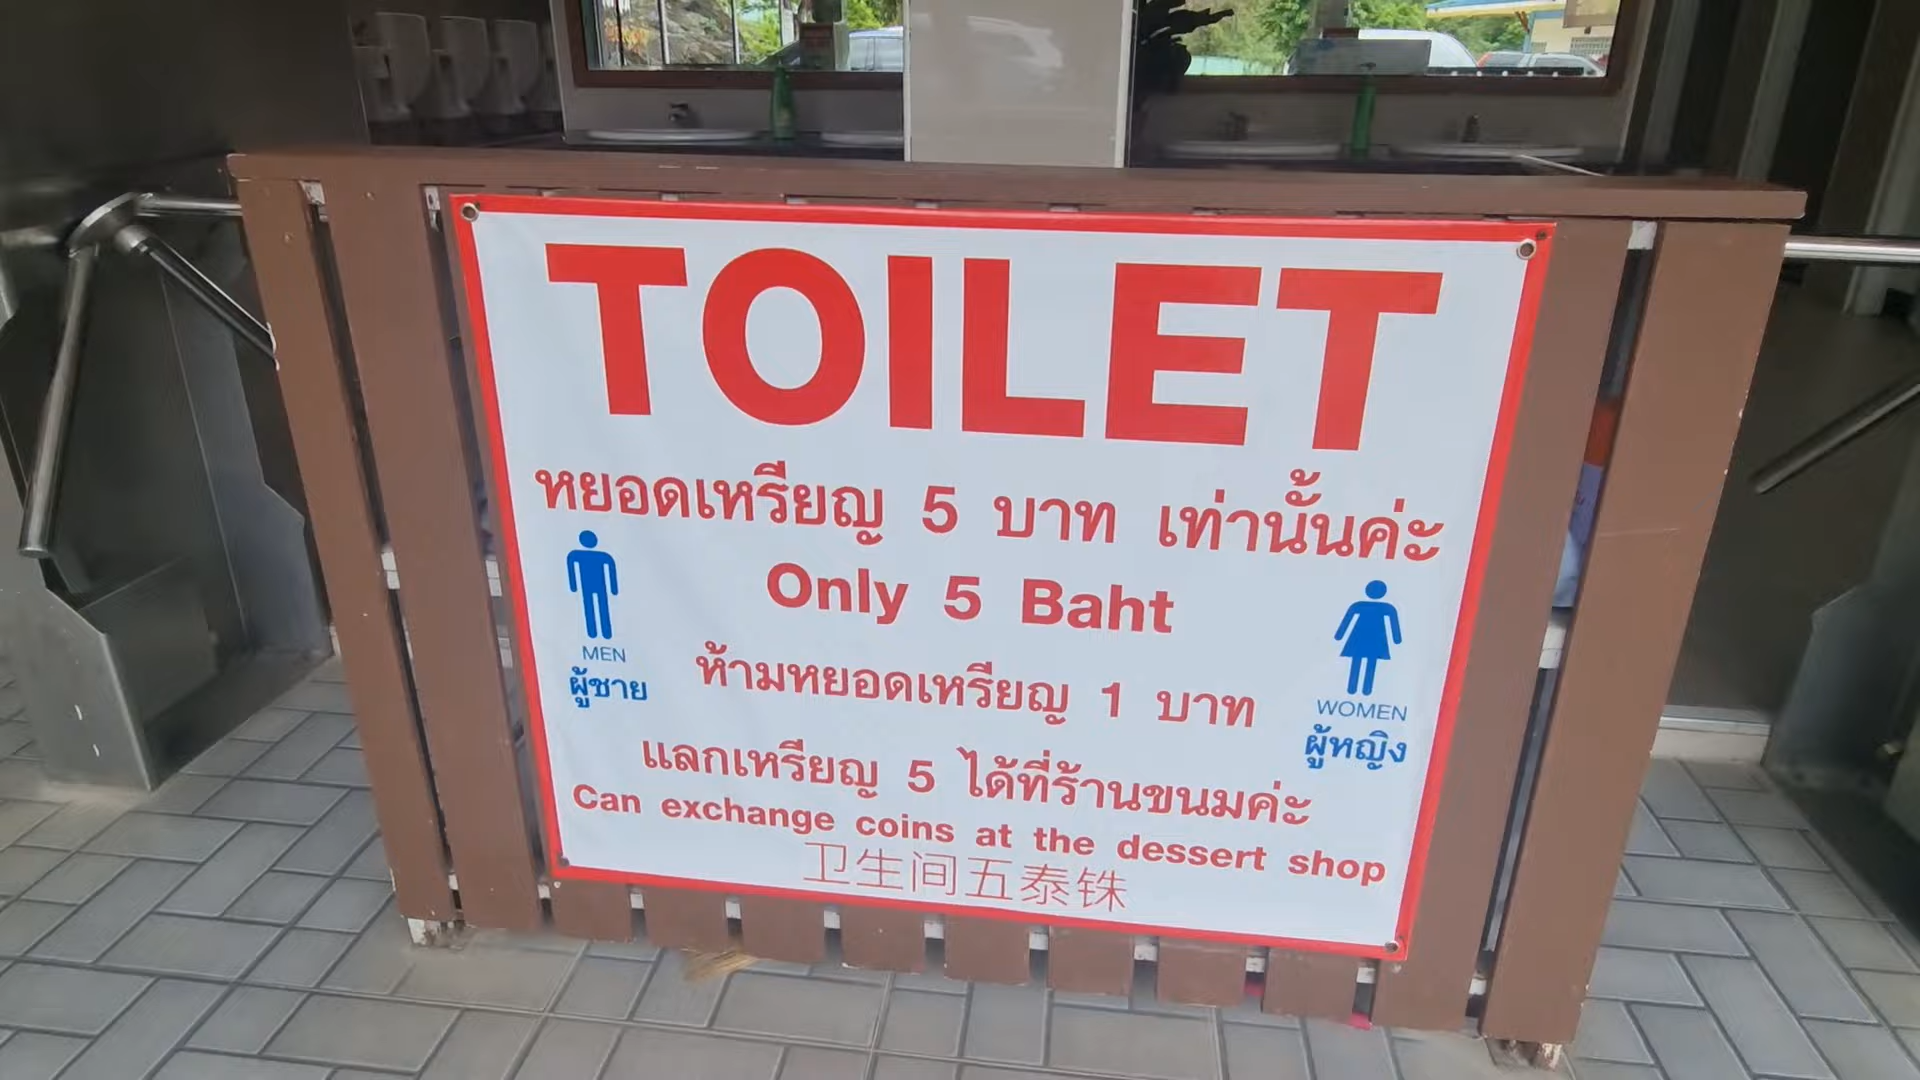 TOILET
หยอดเหรียญ 5 บาท เท่านั้นค่ะ
Only 5 Baht
MEN
ผู้ชาย
WOMEN
ผู้หญิง
ห้ามหยอดเหรียญ 1 บาท
แลกเหรียญ 5 ได้ที่ร้านขนมค่ะ
Can exchange coins at the dessert shop
卫生间五泰铢